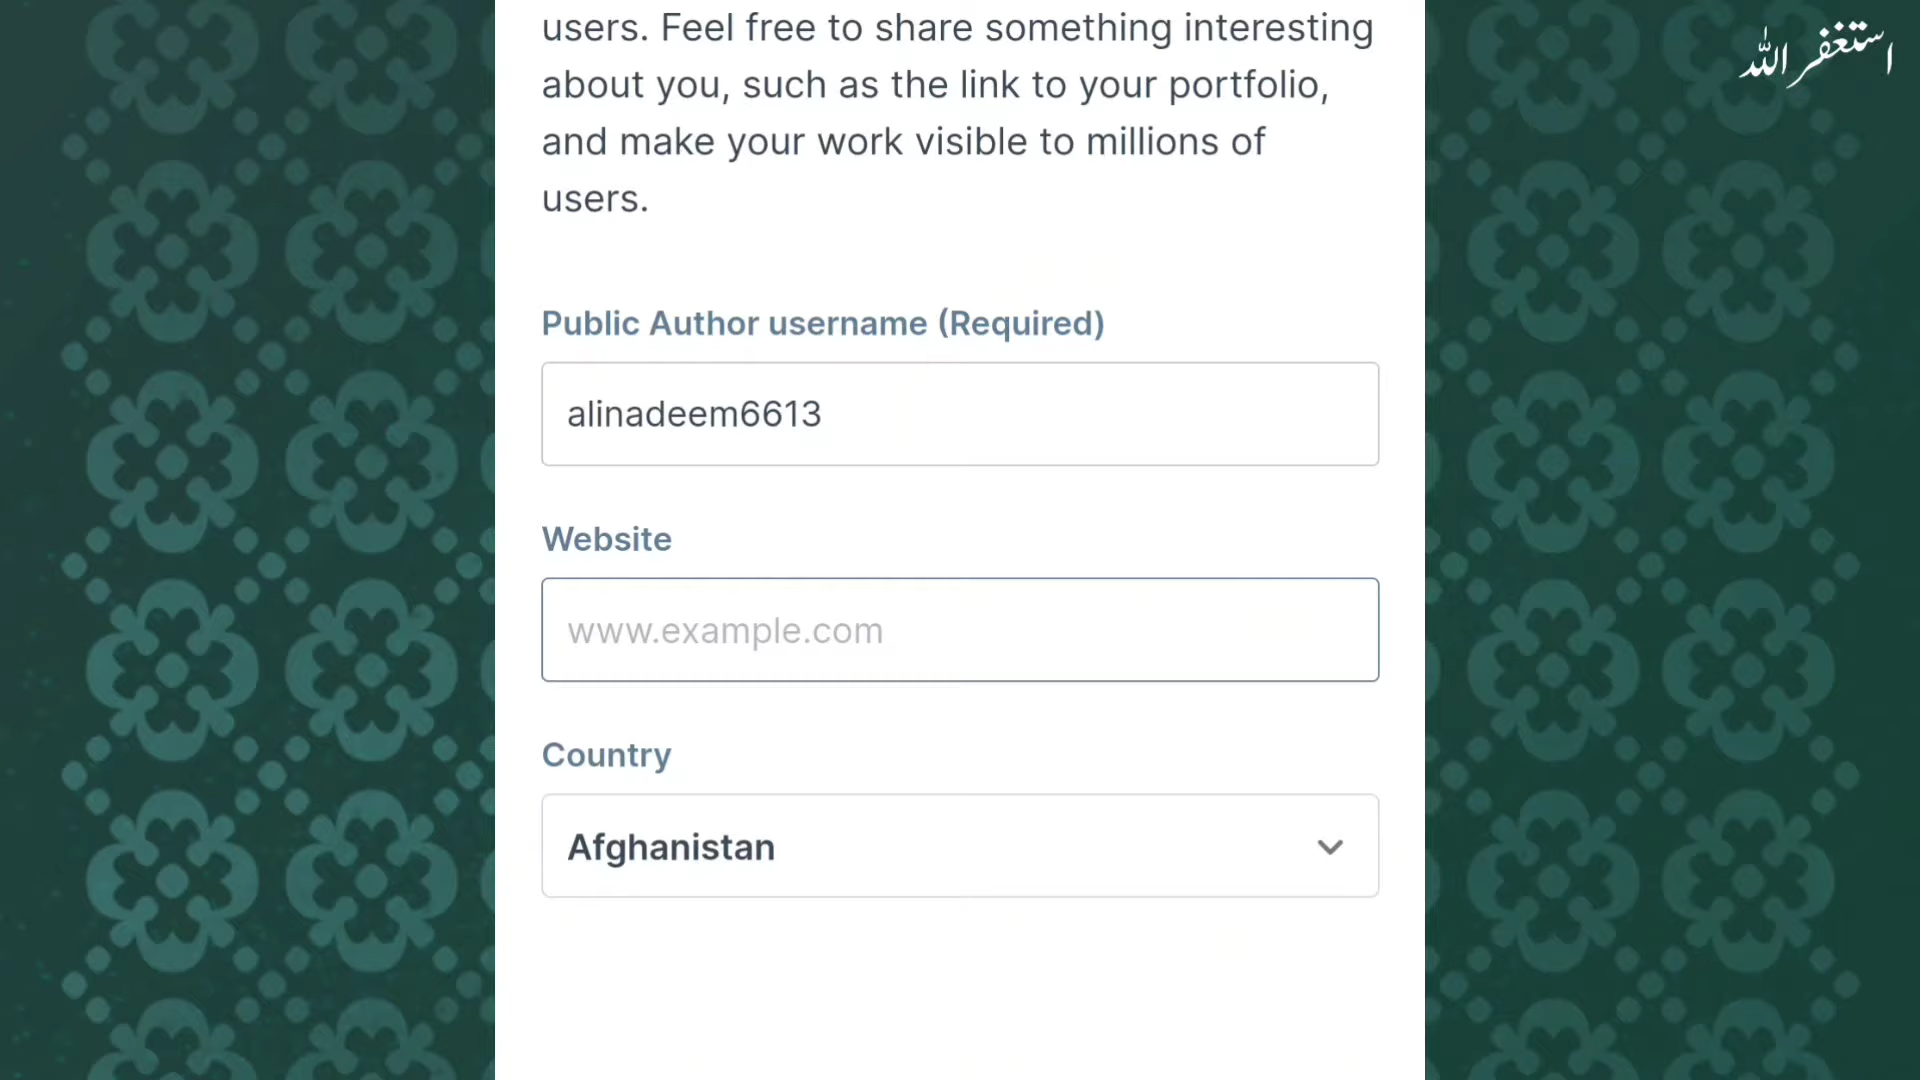 استغفر الله
users. Feel free to share something interesting
about you, such as the link to your portfolio,
and make your work visible to millions of
users.
Public Author username (Required)
alinadeem6613
Website
www.example.com
Country
Afghanistan